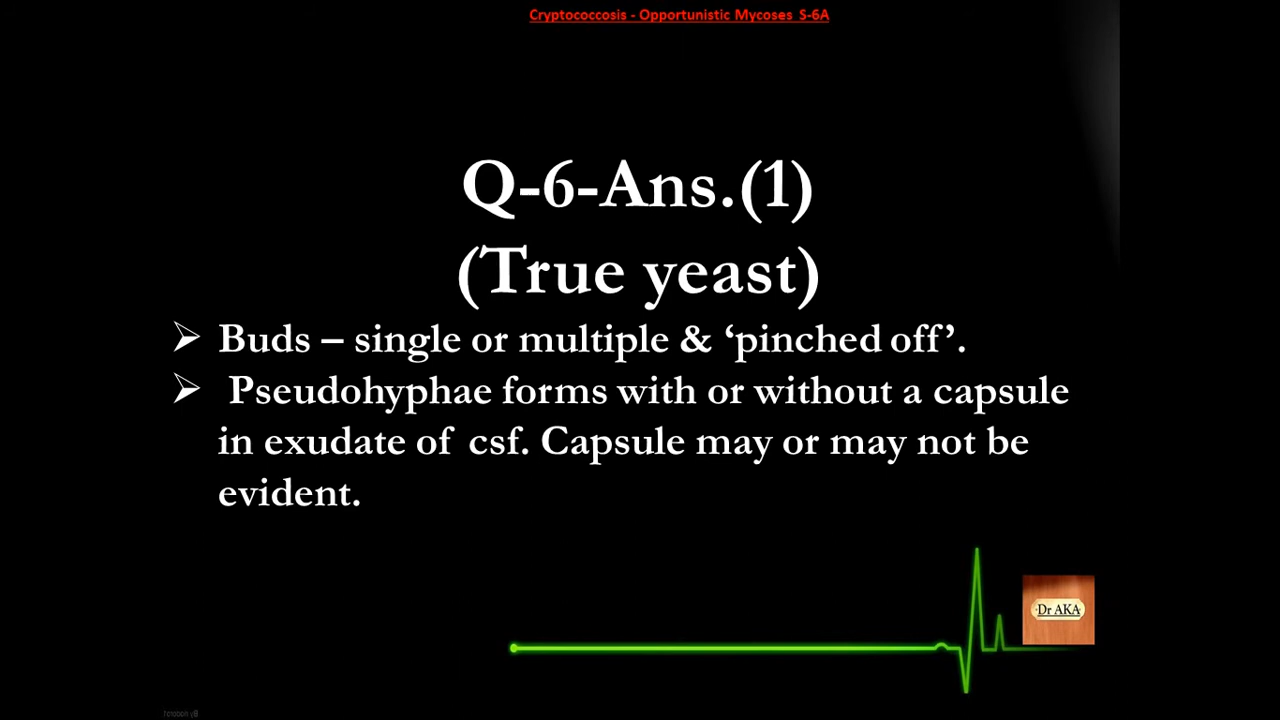 Cryptococcosis - Opportunistic Mycoses S-6A
Q-6-Ans.(1)
(True yeast)
➢ Buds – single or multiple & ‘pinched off’.
➢ Pseudohyphae forms with or without a capsule
in exudate of csf. Capsule may or may not be
evident.
Dr AKA